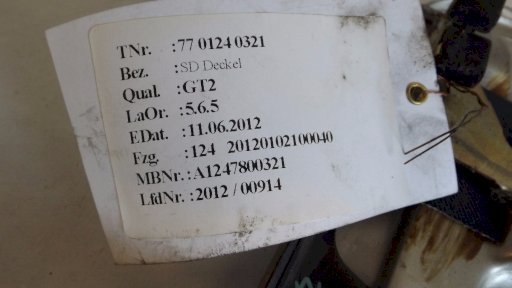 TNr. :77 0124 0321
Bez. :SD Deckel
Qual. :GT2
LaOr. :5.6.5
EDat. :11.06.2012
Fzg. :124 20120102100040
MBNr.:A1247800321
LfdNr. :2012 / 00914